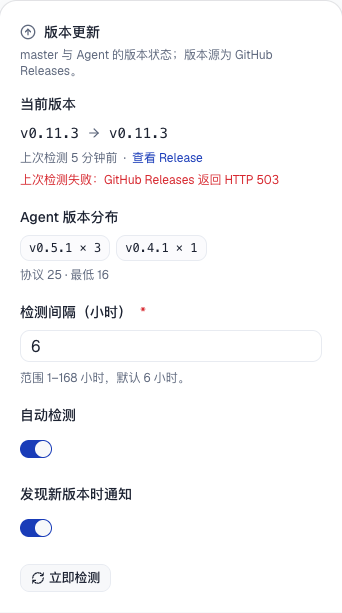 版本更新
master 与 Agent 的版本状态；版本源为 GitHub
Releases。
当前版本
v0.11.3 → v0.11.3
上次检测 5 分钟前 · 查看 Release
上次检测失败：GitHub Releases 返回 HTTP 503
Agent 版本分布
v0.5.1 × 3 v0.4.1 × 1
协议 25 · 最低 16
检测间隔（小时） *
6
范围 1–168 小时，默认 6 小时。
自动检测
发现新版本时通知
立即检测